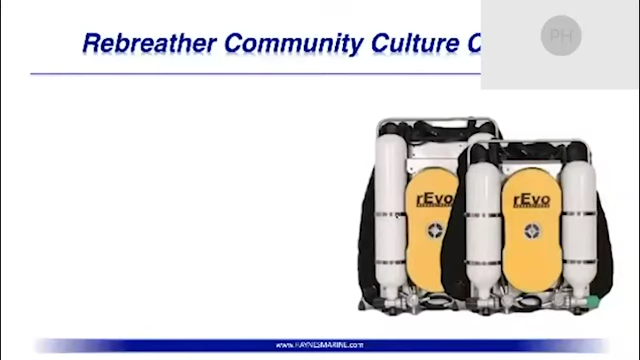 Rebreather Community Culture C
PH
rEvo
rEvo
www.HAYNESMARINE.com